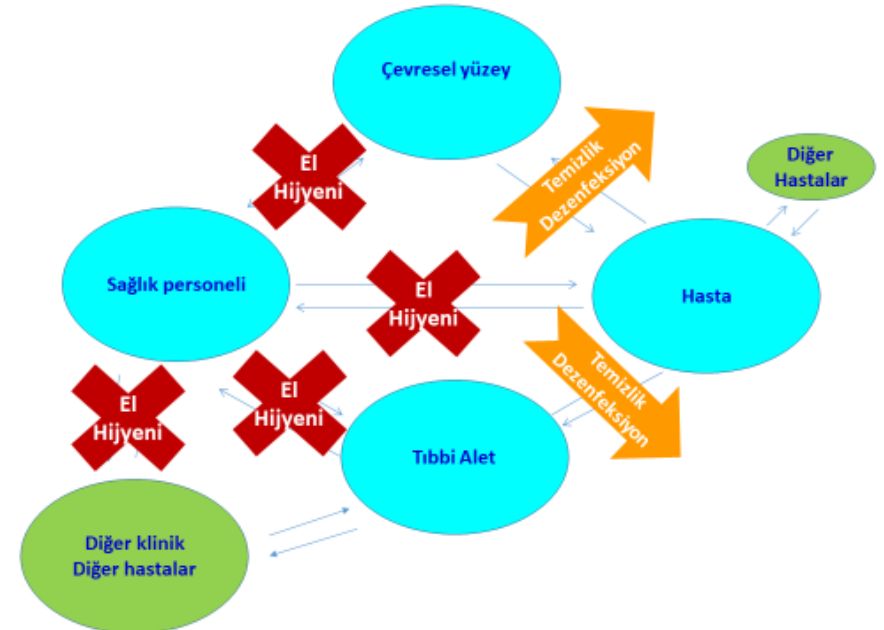 Çevresel yüzey
El
Hijyeni
Temizlik
Dezenfeksiyon
Diğer
Hastalar
Sağlık personeli
El
Hijyeni
Hasta
El
Hijyeni
El
Hijyeni
Temizlik
Dezenfeksiyon
Tıbbi Alet
Diğer klinik
Diğer hastalar